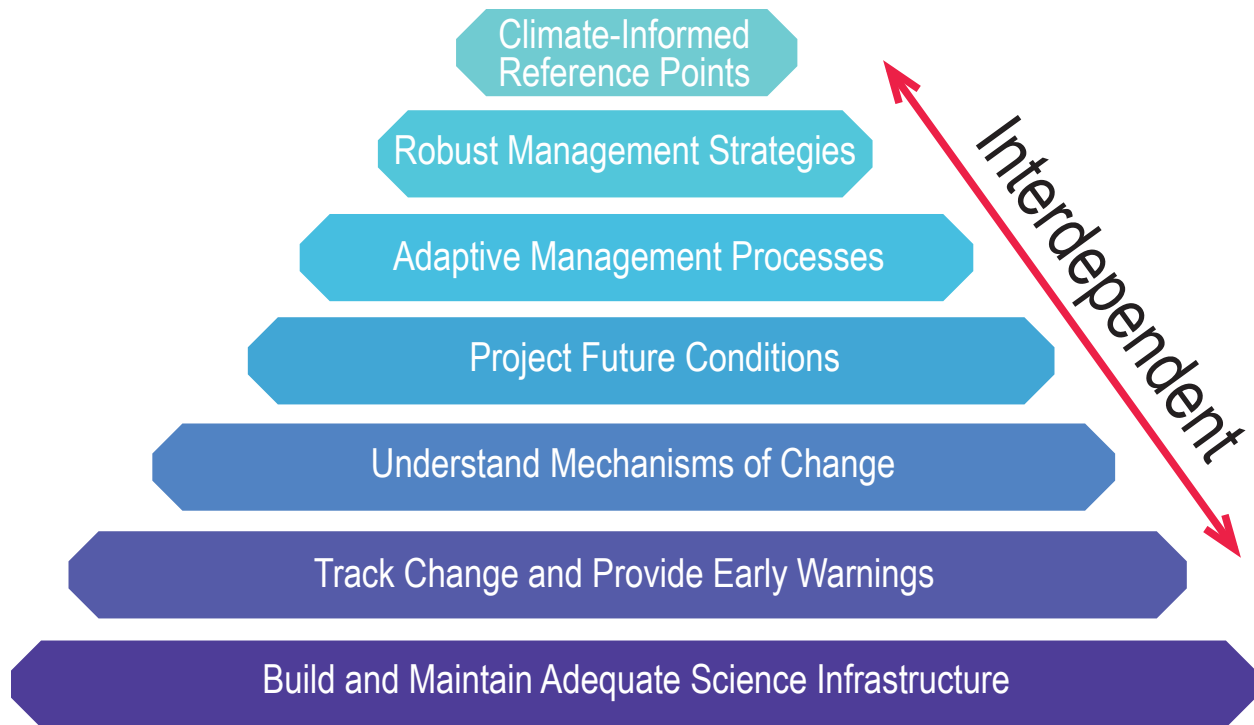 Climate-Informed
Reference Points
Robust Management Strategies
Adaptive Management Processes
Project Future Conditions
Understand Mechanisms of Change
Track Change and Provide Early Warnings
Build and Maintain Adequate Science Infrastructure
Interdependent